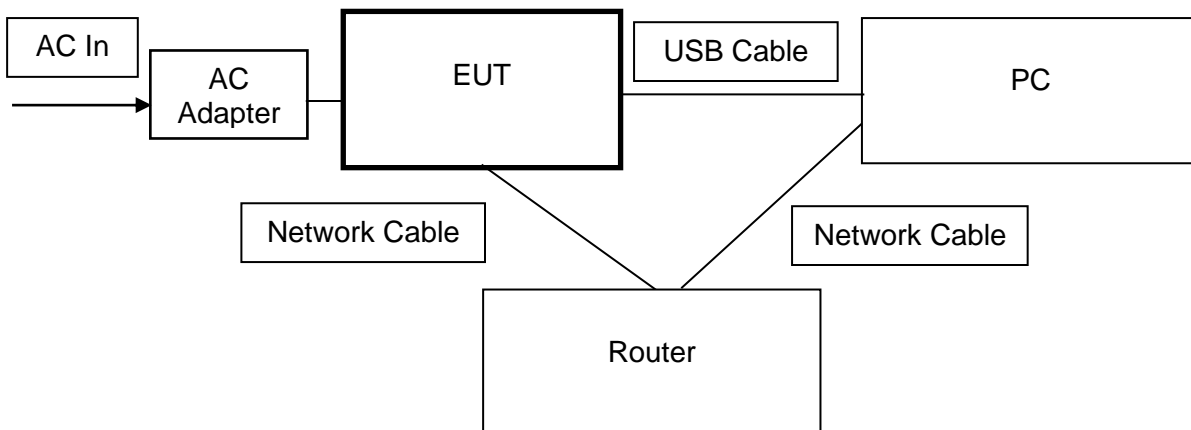 AC In
AC
Adapter
EUT
USB Cable
PC
Network Cable
Network Cable
Router